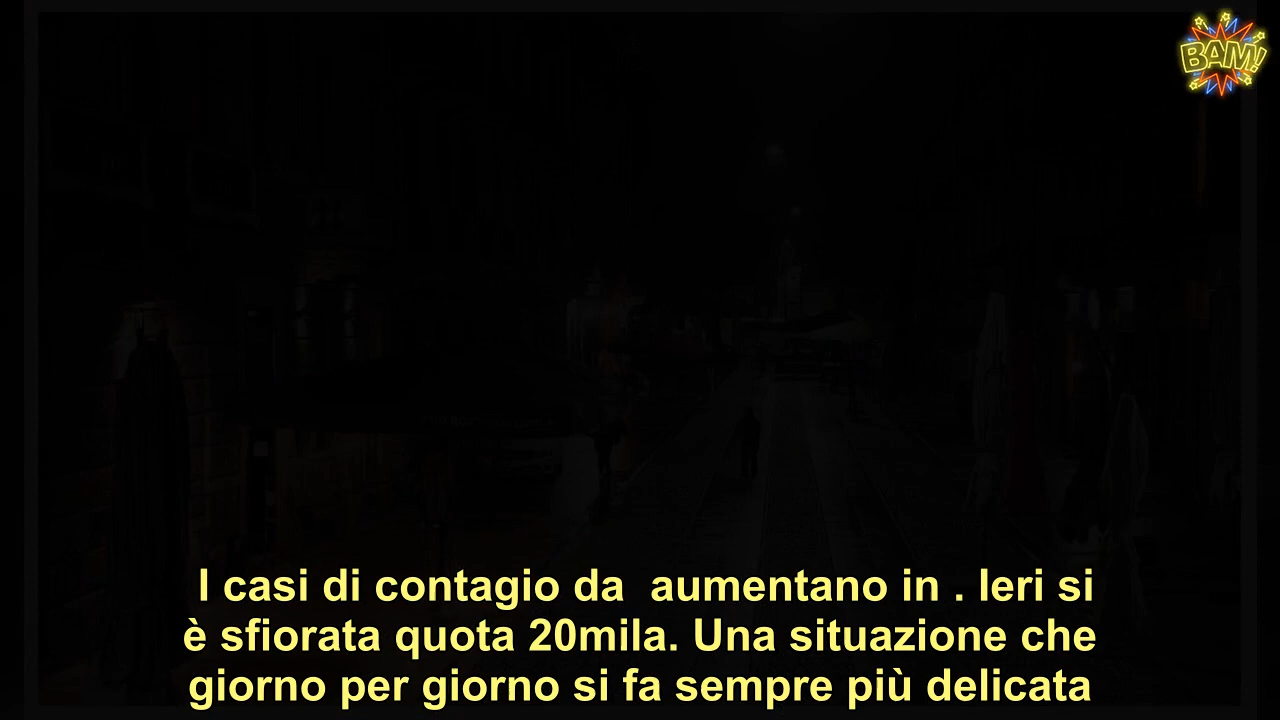 BAM!
I casi di contagio da  aumentano in . Ieri si
è sfiorata quota 20mila. Una situazione che
giorno per giorno si fa sempre più delicata